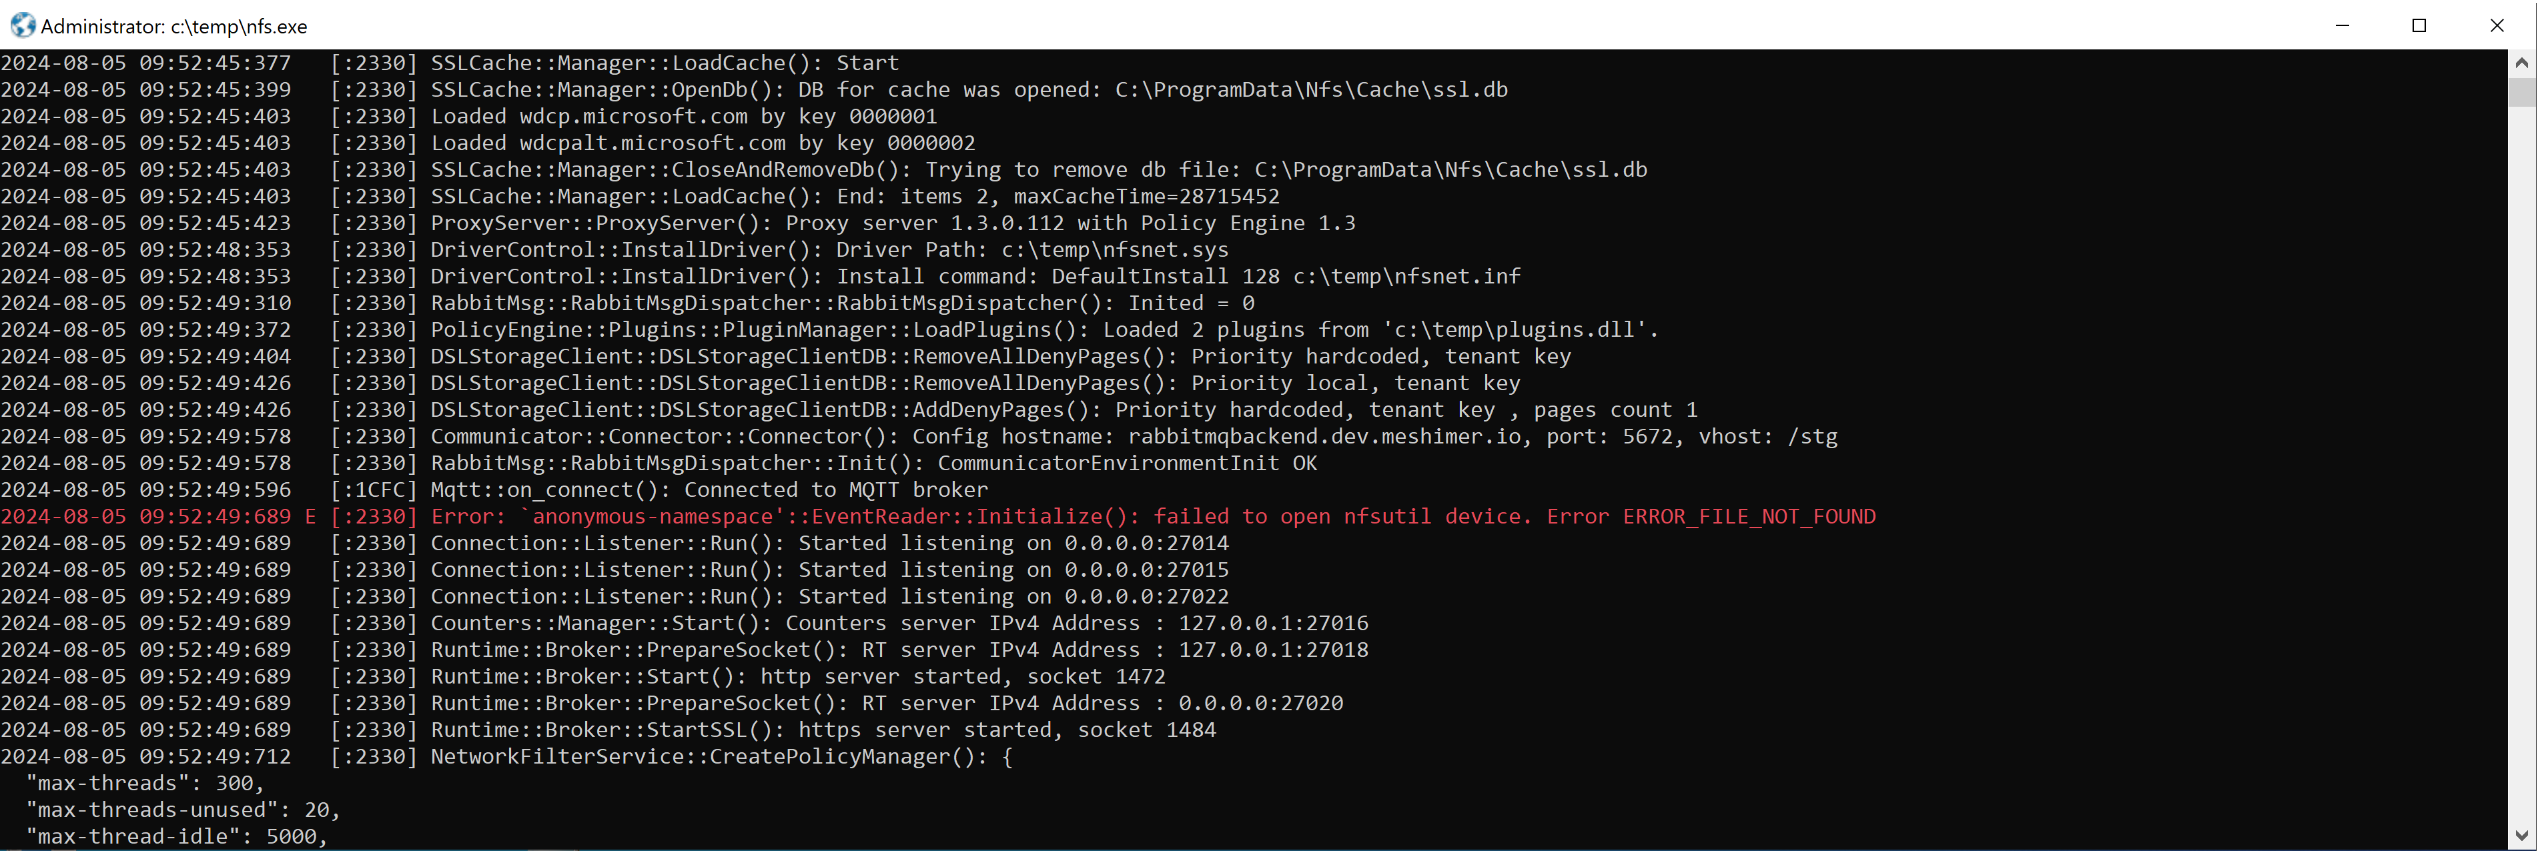 Administrator: c:\temp\nfs.exe
2024-08-05 09:52:45:377   [:2330] SSLCache::Manager::LoadCache(): Start
2024-08-05 09:52:45:399   [:2330] SSLCache::Manager::OpenDb(): DB for cache was opened: C:\ProgramData\Nfs\Cache\ssl.db
2024-08-05 09:52:45:403   [:2330] Loaded wdcp.microsoft.com by key 0000001
2024-08-05 09:52:45:403   [:2330] Loaded wdcpalt.microsoft.com by key 0000002
2024-08-05 09:52:45:403   [:2330] SSLCache::Manager::CloseAndRemoveDb(): Trying to remove db file: C:\ProgramData\Nfs\Cache\ssl.db
2024-08-05 09:52:45:403   [:2330] SSLCache::Manager::LoadCache(): End: items 2, maxCacheTime=28715452
2024-08-05 09:52:45:423   [:2330] ProxyServer::ProxyServer(): Proxy server 1.3.0.112 with Policy Engine 1.3
2024-08-05 09:52:48:353   [:2330] DriverControl::InstallDriver(): Driver Path: c:\temp\nfsnet.sys
2024-08-05 09:52:48:353   [:2330] DriverControl::InstallDriver(): Install command: DefaultInstall 128 c:\temp\nfsnet.inf
2024-08-05 09:52:49:310   [:2330] RabbitMsg::RabbitMsgDispatcher::RabbitMsgDispatcher(): Inited = 0
2024-08-05 09:52:49:372   [:2330] PolicyEngine::Plugins::PluginManager::LoadPlugins(): Loaded 2 plugins from 'c:\temp\plugins.dll'.
2024-08-05 09:52:49:404   [:2330] DSLStorageClient::DSLStorageClientDB::RemoveAllDenyPages(): Priority hardcoded, tenant key
2024-08-05 09:52:49:426   [:2330] DSLStorageClient::DSLStorageClientDB::RemoveAllDenyPages(): Priority local, tenant key
2024-08-05 09:52:49:426   [:2330] DSLStorageClient::DSLStorageClientDB::AddDenyPages(): Priority hardcoded, tenant key , pages count 1
2024-08-05 09:52:49:578   [:2330] Communicator::Connector::Connector(): Config hostname: rabbitmqbackend.dev.meshimer.io, port: 5672, vhost: /stg
2024-08-05 09:52:49:578   [:2330] RabbitMsg::RabbitMsgDispatcher::Init(): CommunicatorEnvironmentInit OK
2024-08-05 09:52:49:596   [:1CFC] Mqtt::on_connect(): Connected to MQTT broker
2024-08-05 09:52:49:689 E [:2330] Error: `anonymous-namespace'::EventReader::Initialize(): failed to open nfsutil device. Error ERROR_FILE_NOT_FOUND
2024-08-05 09:52:49:689   [:2330] Connection::Listener::Run(): Started listening on 0.0.0.0:27014
2024-08-05 09:52:49:689   [:2330] Connection::Listener::Run(): Started listening on 0.0.0.0:27015
2024-08-05 09:52:49:689   [:2330] Connection::Listener::Run(): Started listening on 0.0.0.0:27022
2024-08-05 09:52:49:689   [:2330] Counters::Manager::Start(): Counters server IPv4 Address : 127.0.0.1:27016
2024-08-05 09:52:49:689   [:2330] Runtime::Broker::PrepareSocket(): RT server IPv4 Address : 127.0.0.1:27018
2024-08-05 09:52:49:689   [:2330] Runtime::Broker::Start(): http server started, socket 1472
2024-08-05 09:52:49:689   [:2330] Runtime::Broker::PrepareSocket(): RT server IPv4 Address : 0.0.0.0:27020
2024-08-05 09:52:49:689   [:2330] Runtime::Broker::StartSSL(): https server started, socket 1484
2024-08-05 09:52:49:712   [:2330] NetworkFilterService::CreatePolicyManager(): {
  "max-threads": 300,
  "max-threads-unused": 20,
  "max-thread-idle": 5000,